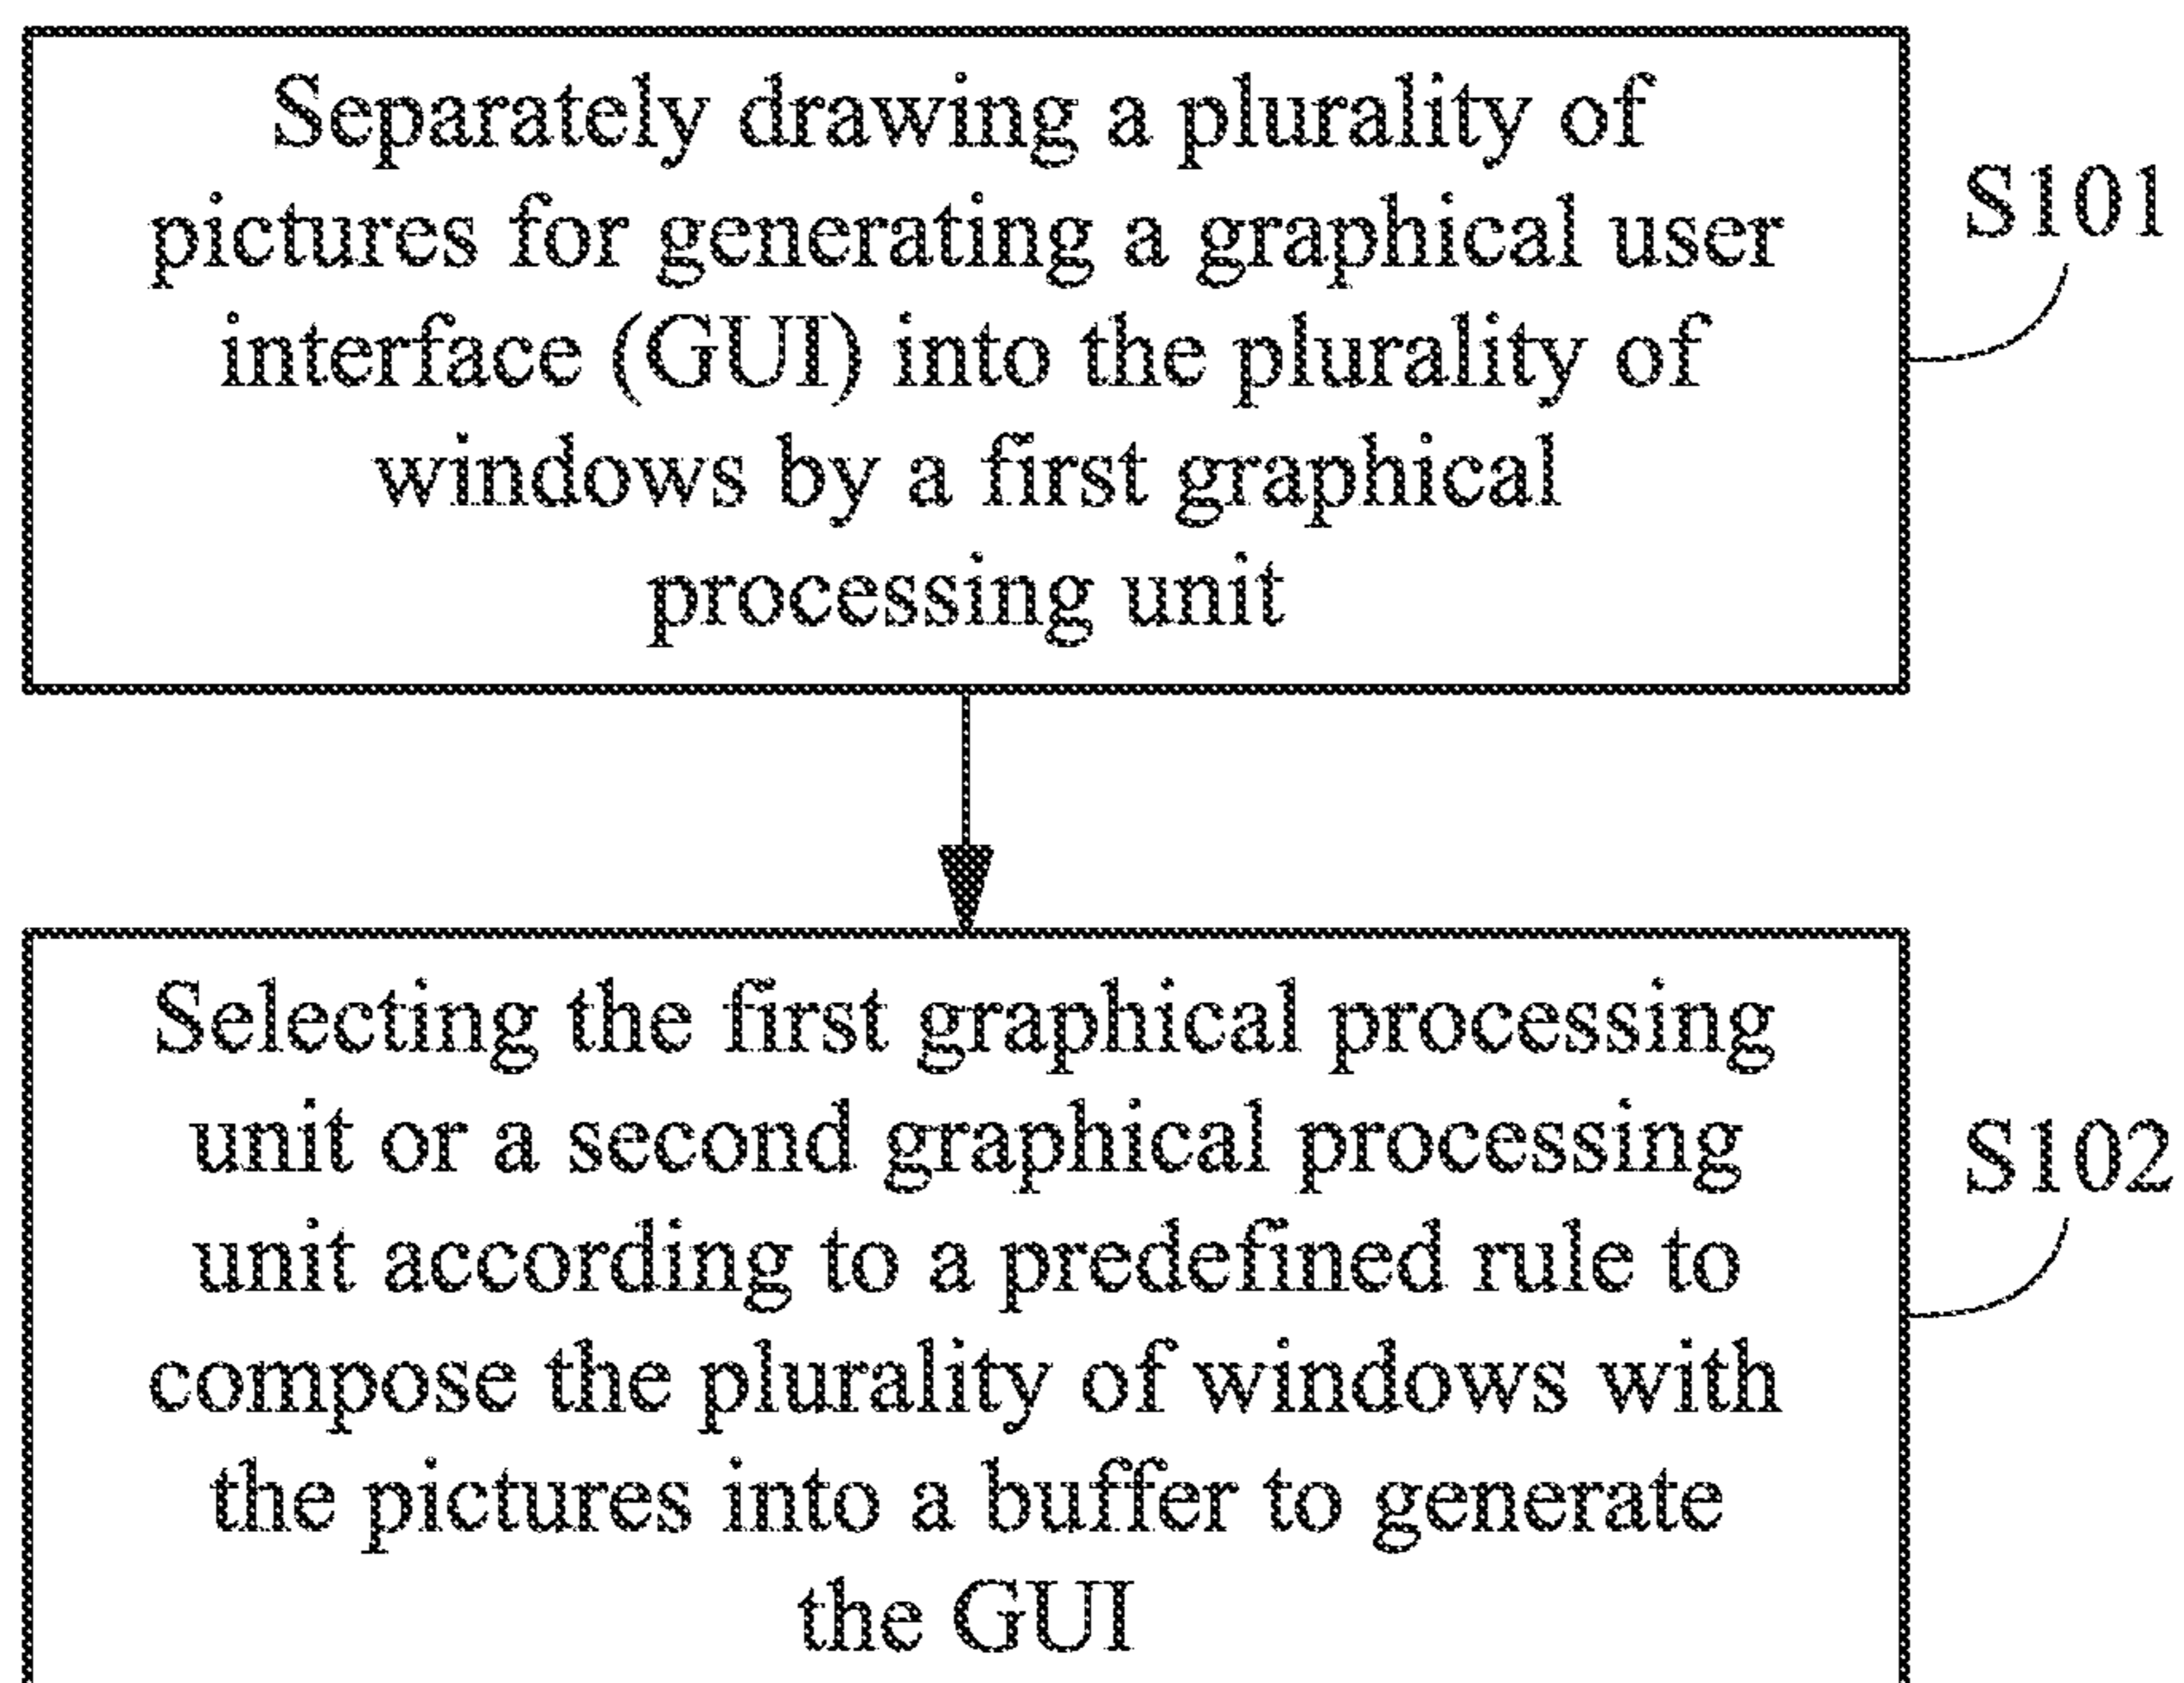 Separately drawing a plurality of
pictures for generating a graphical user
interface (GUI) into the plurality of
windows by a first graphical
processing unit
S101
Selecting the first graphical processing
unit or a second graphical processing
unit according to a predefined rule to
compose the plurality of windows with
the pictures into a buffer to generate
the GUI
S102